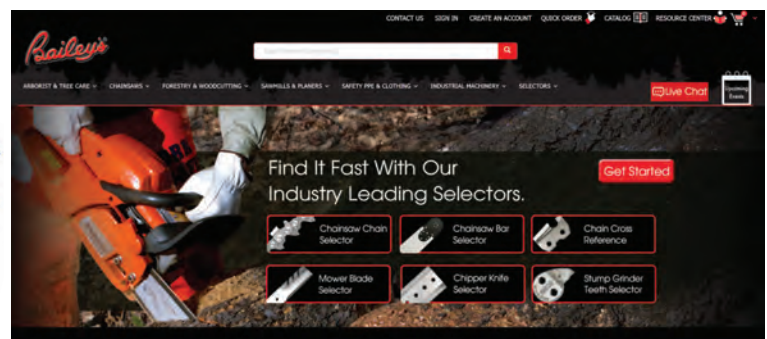 CONTACT US SIGN IN CREATE AN ACCOUNT QUICK ORDER CATALOG RESOURCE CENTER
Bailey's
ARBORIST & TREE CARE CHAINSAWS FORESTRY & WOODCUTTING SAWMILLS & PLANERS SAFETY PPE & CLOTHING INDUSTRIAL MACHINERY SELECTORS
Live Chat
Upcoming
Events
Find It Fast With Our
Industry Leading Selectors.
Get Started
Chainsaw Chain
Selector
Chainsaw Bar
Selector
Chain Cross
Reference
Mower Blade
Selector
Chipper Knife
Selector
Stump Grinder
Teeth Selector